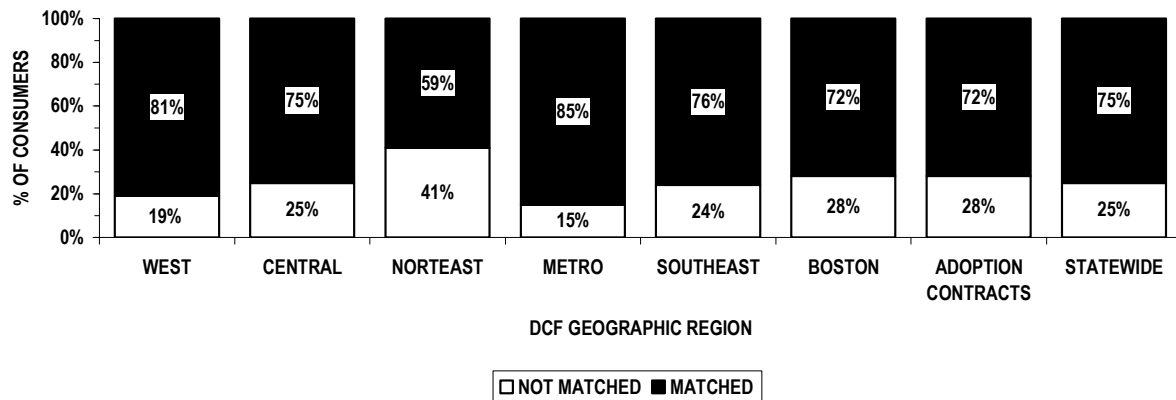 100%
80%
60%
40%
20%
0%
% OF CONSUMERS
81% 75% 59% 85% 76% 72% 72% 75%
19% 25% 41% 15% 24% 28% 28% 25%
WEST CENTRAL NORTEAST METRO SOUTHEAST BOSTON ADOPTION CONTRACTS STATEWIDE
DCF GEOGRAPHIC REGION
NOT MATCHED MATCHED